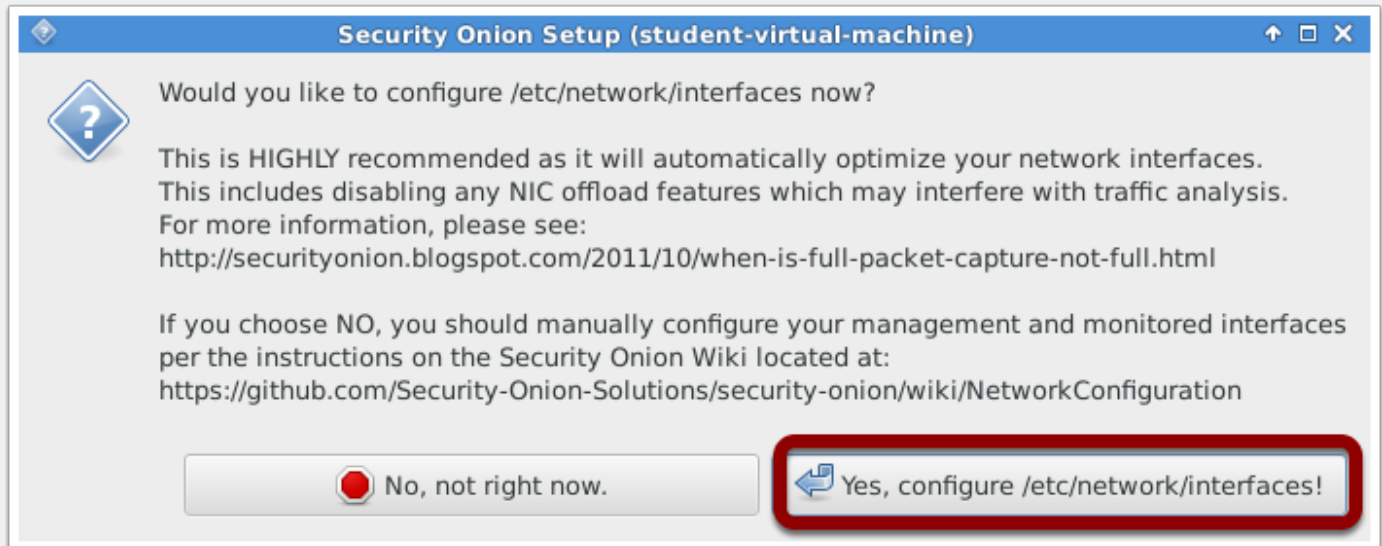 Security Onion Setup (student-virtual-machine)
Would you like to configure /etc/network/interfaces now?
This is HIGHLY recommended as it will automatically optimize your network interfaces.
This includes disabling any NIC offload features which may interfere with traffic analysis.
For more information, please see:
http://securityonion.blogspot.com/2011/10/when-is-full-packet-capture-not-full.html
If you choose NO, you should manually configure your management and monitored interfaces
per the instructions on the Security Onion Wiki located at:
https://github.com/Security-Onion-Solutions/security-onion/wiki/NetworkConfiguration
No, not right now.
Yes, configure /etc/network/interfaces!